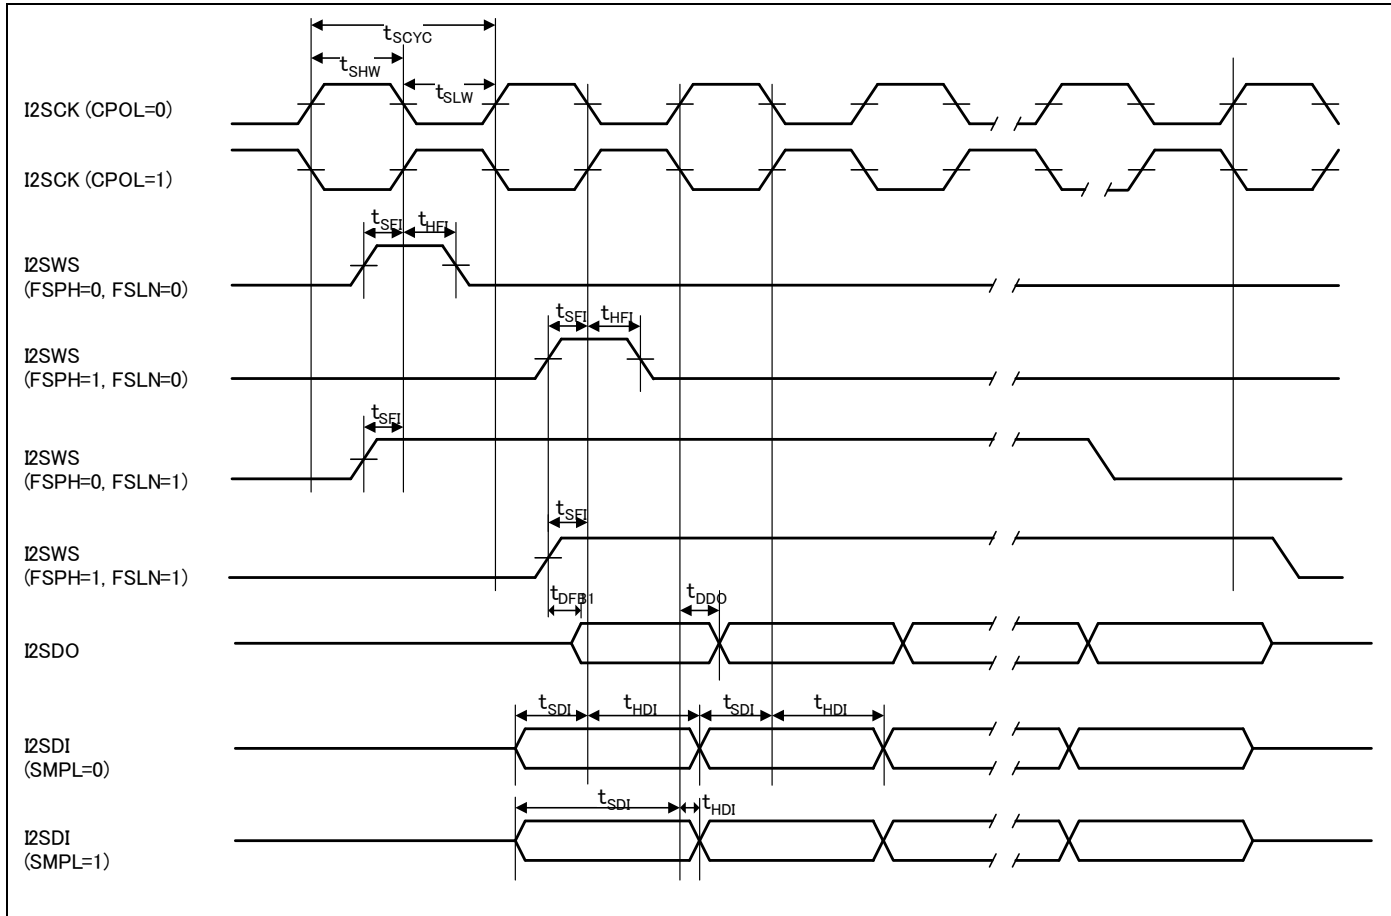 tSCYC
tSHW
tSLW
I2SCK (CPOL=0)
I2SCK (CPOL=1)
tSFI tHFI
I2SWS
(FSPH=0, FSLN=0)
tSFI tHFI
I2SWS
(FSPH=1, FSLN=0)
tSFI
I2SWS
(FSPH=0, FSLN=1)
tSFI
I2SWS
(FSPH=1, FSLN=1)
tDFB1 tDDO
I2SDO
tSDI tHDI tSDI tHDI
I2SDI
(SMPL=0)
tSDI tHDI
I2SDI
(SMPL=1)